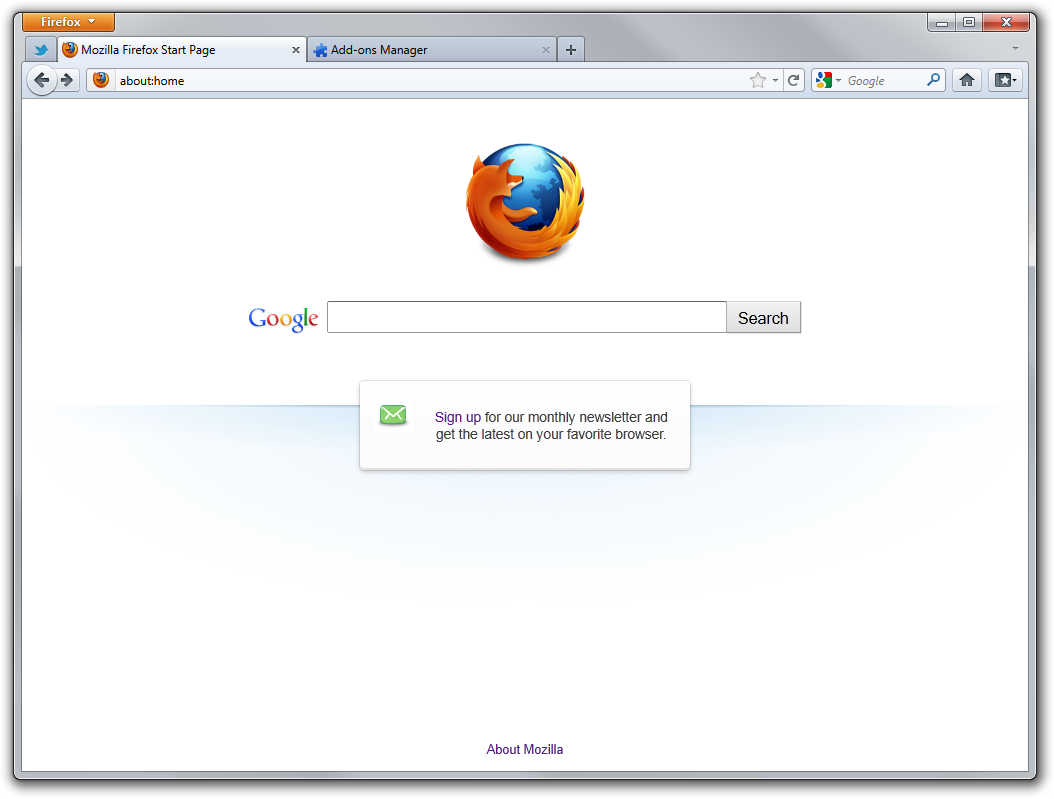 Firefox
Mozilla Firefox Start Page
Add-ons Manager
about:home
Google
Google
Search
Sign up for our monthly newsletter and
get the latest on your favorite browser.
About Mozilla